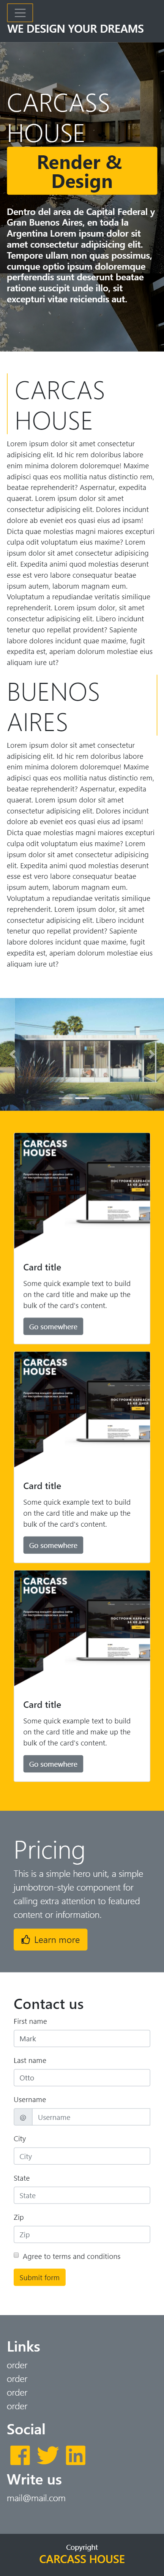 WE DESIGN YOUR DREAMS
CARCASS
HOUSE
Render &
Design
Dentro del area de Capital Federal y
Gran Buenos Aires, en toda la
Argentina Lorem ipsum dolor sit
amet consectetur adipisicing elit.
Tempore ullam non quas possimus,
cumque optio ipsum doloremque
perferendis sunt deserunt beatae
ratione suscipit unde illo, sit
excepturi vitae reiciendis aut.
CARCAS
HOUSE
Lorem ipsum dolor sit amet consectetur
adipisicing elit. Id hic rem doloribus labore
enim minima dolorem doloremque! Maxime
adipisci quas eos mollitia natus distinctio rem,
beatae reprehenderit? Aspernatur, expedita
quaerat. Lorem ipsum dolor sit amet
consectetur adipisicing elit. Dolores incidunt
dolore ab eveniet eos quasi eius ad ipsam!
Dicta quae molestias magni maiores excepturi
culpa odit voluptatum eius maxime? Lorem
ipsum dolor sit amet consectetur adipisicing
elit. Expedita animi quod molestias deserunt
esse est vero labore consequatur beatae
ipsum autem, laborum magnam eum.
Voluptatum a repudiandae veritatis similique
reprehenderit. Lorem ipsum dolor, sit amet
consectetur adipisicing elit. Libero incidunt
tenetur quo repellat provident? Sapiente
labore dolores incidunt quae maxime, fugit
expedita est, aperiam dolorum molestiae eius
aliquam iure ut?
BUENOS
AIRES
Lorem ipsum dolor sit amet consectetur
adipisicing elit. Id hic rem doloribus labore
enim minima dolorem doloremque! Maxime
adipisci quas eos mollitia natus distinctio rem,
beatae reprehenderit? Aspernatur, expedita
quaerat. Lorem ipsum dolor sit amet
consectetur adipisicing elit. Dolores incidunt
dolore ab eveniet eos quasi eius ad ipsam!
Dicta quae molestias magni maiores excepturi
culpa odit voluptatum eius maxime? Lorem
ipsum dolor sit amet consectetur adipisicing
elit. Expedita animi quod molestias deserunt
esse est vero labore consequatur beatae
ipsum autem, laborum magnam eum.
Voluptatum a repudiandae veritatis similique
reprehenderit. Lorem ipsum dolor, sit amet
consectetur adipisicing elit. Libero incidunt
tenetur quo repellat provident? Sapiente
labore dolores incidunt quae maxime, fugit
expedita est, aperiam dolorum molestiae eius
aliquam iure ut?
CARCASS
HOUSE
Card title
Some quick example text to build
on the card title and make up the
bulk of the card's content.
Go somewhere
CARCASS
HOUSE
Card title
Some quick example text to build
on the card title and make up the
bulk of the card's content.
Go somewhere
CARCASS
HOUSE
Card title
Some quick example text to build
on the card title and make up the
bulk of the card's content.
Go somewhere
Pricing
This is a simple hero unit, a simple
jumbotron-style component for
calling extra attention to featured
content or information.
Learn more
Contact us
First name
Mark
Last name
Otto
Username
@ Username
City
City
State
State
Zip
Zip
Agree to terms and conditions
Submit form
Links
order
order
order
order
Social
Write us
mail@mail.com
Copyright
CARCASS HOUSE